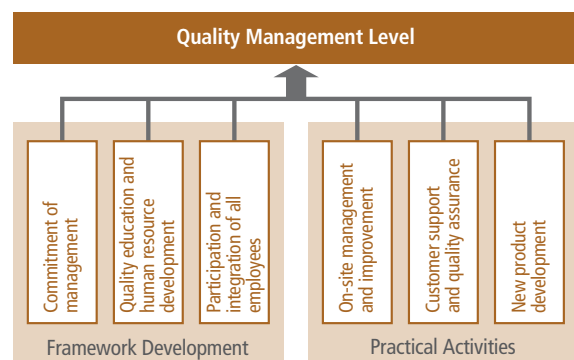 Quality Management Level
Commitment of
management
Quality education and
human resource
development
Participation and
integration of all
employees
On-site management
and improvement
Customer support
and quality assurance
New product
development
Framework Development
Practical Activities